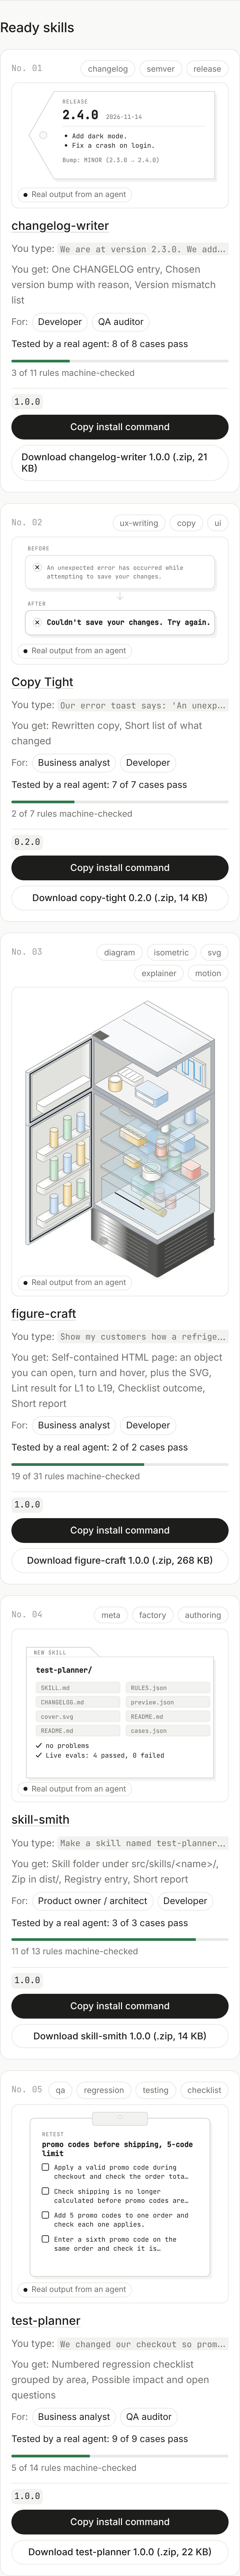 Ready skills
No. 01
changelog
semver
release
RELEASE
2.4.0 2026-11-14
• Add dark mode.
• Fix a crash on login.
Bump: MINOR (2.3.0 → 2.4.0)
Real output from an agent
changelog-writer
You type: We are at version 2.3.0. We add…
You get: One CHANGELOG entry, Chosen
version bump with reason, Version mismatch
list
For: Developer QA auditor
Tested by a real agent: 8 of 8 cases pass
3 of 11 rules machine-checked
1.0.0
Copy install command
Download changelog-writer 1.0.0 (.zip, 21
KB)
No. 02
ux-writing
copy
ui
BEFORE
An unexpected error has occurred while
attempting to save your changes.
AFTER
Couldn't save your changes. Try again.
Real output from an agent
Copy Tight
You type: Our error toast says: 'An unexp…
You get: Rewritten copy, Short list of what
changed
For: Business analyst Developer
Tested by a real agent: 7 of 7 cases pass
2 of 7 rules machine-checked
0.2.0
Copy install command
Download copy-tight 0.2.0 (.zip, 14 KB)
No. 03
diagram
isometric
svg
explainer
motion
Real output from an agent
figure-craft
You type: Show my customers how a refrige…
You get: Self-contained HTML page: an object
you can open, turn and hover, plus the SVG,
Lint result for L1 to L19, Checklist outcome,
Short report
For: Business analyst Developer
Tested by a real agent: 2 of 2 cases pass
19 of 31 rules machine-checked
1.0.0
Copy install command
Download figure-craft 1.0.0 (.zip, 268 KB)
No. 04
meta
factory
authoring
NEW SKILL
test-planner/
SKILL.md
RULES.json
CHANGELOG.md
preview.json
cover.svg
README.md
README.md
cases.json
✓ no problems
✓ Live evals: 4 passed, 0 failed
Real output from an agent
skill-smith
You type: Make a skill named test-planner…
You get: Skill folder under src/skills/<name>/,
Zip in dist/, Registry entry, Short report
For: Product owner / architect Developer
Tested by a real agent: 3 of 3 cases pass
11 of 13 rules machine-checked
1.0.0
Copy install command
Download skill-smith 1.0.0 (.zip, 14 KB)
No. 05
qa
regression
testing
checklist
RETEST
promo codes before shipping, 5-code
limit
Apply a valid promo code during
checkout and check the order tota…
Check shipping is no longer
calculated before promo codes are…
Add 5 promo codes to one order and
check each one applies.
Enter a sixth promo code on the
same order and check it is…
Real output from an agent
test-planner
You type: We changed our checkout so prom…
You get: Numbered regression checklist
grouped by area, Possible impact and open
questions
For: Business analyst QA auditor
Tested by a real agent: 9 of 9 cases pass
5 of 14 rules machine-checked
1.0.0
Copy install command
Download test-planner 1.0.0 (.zip, 22 KB)